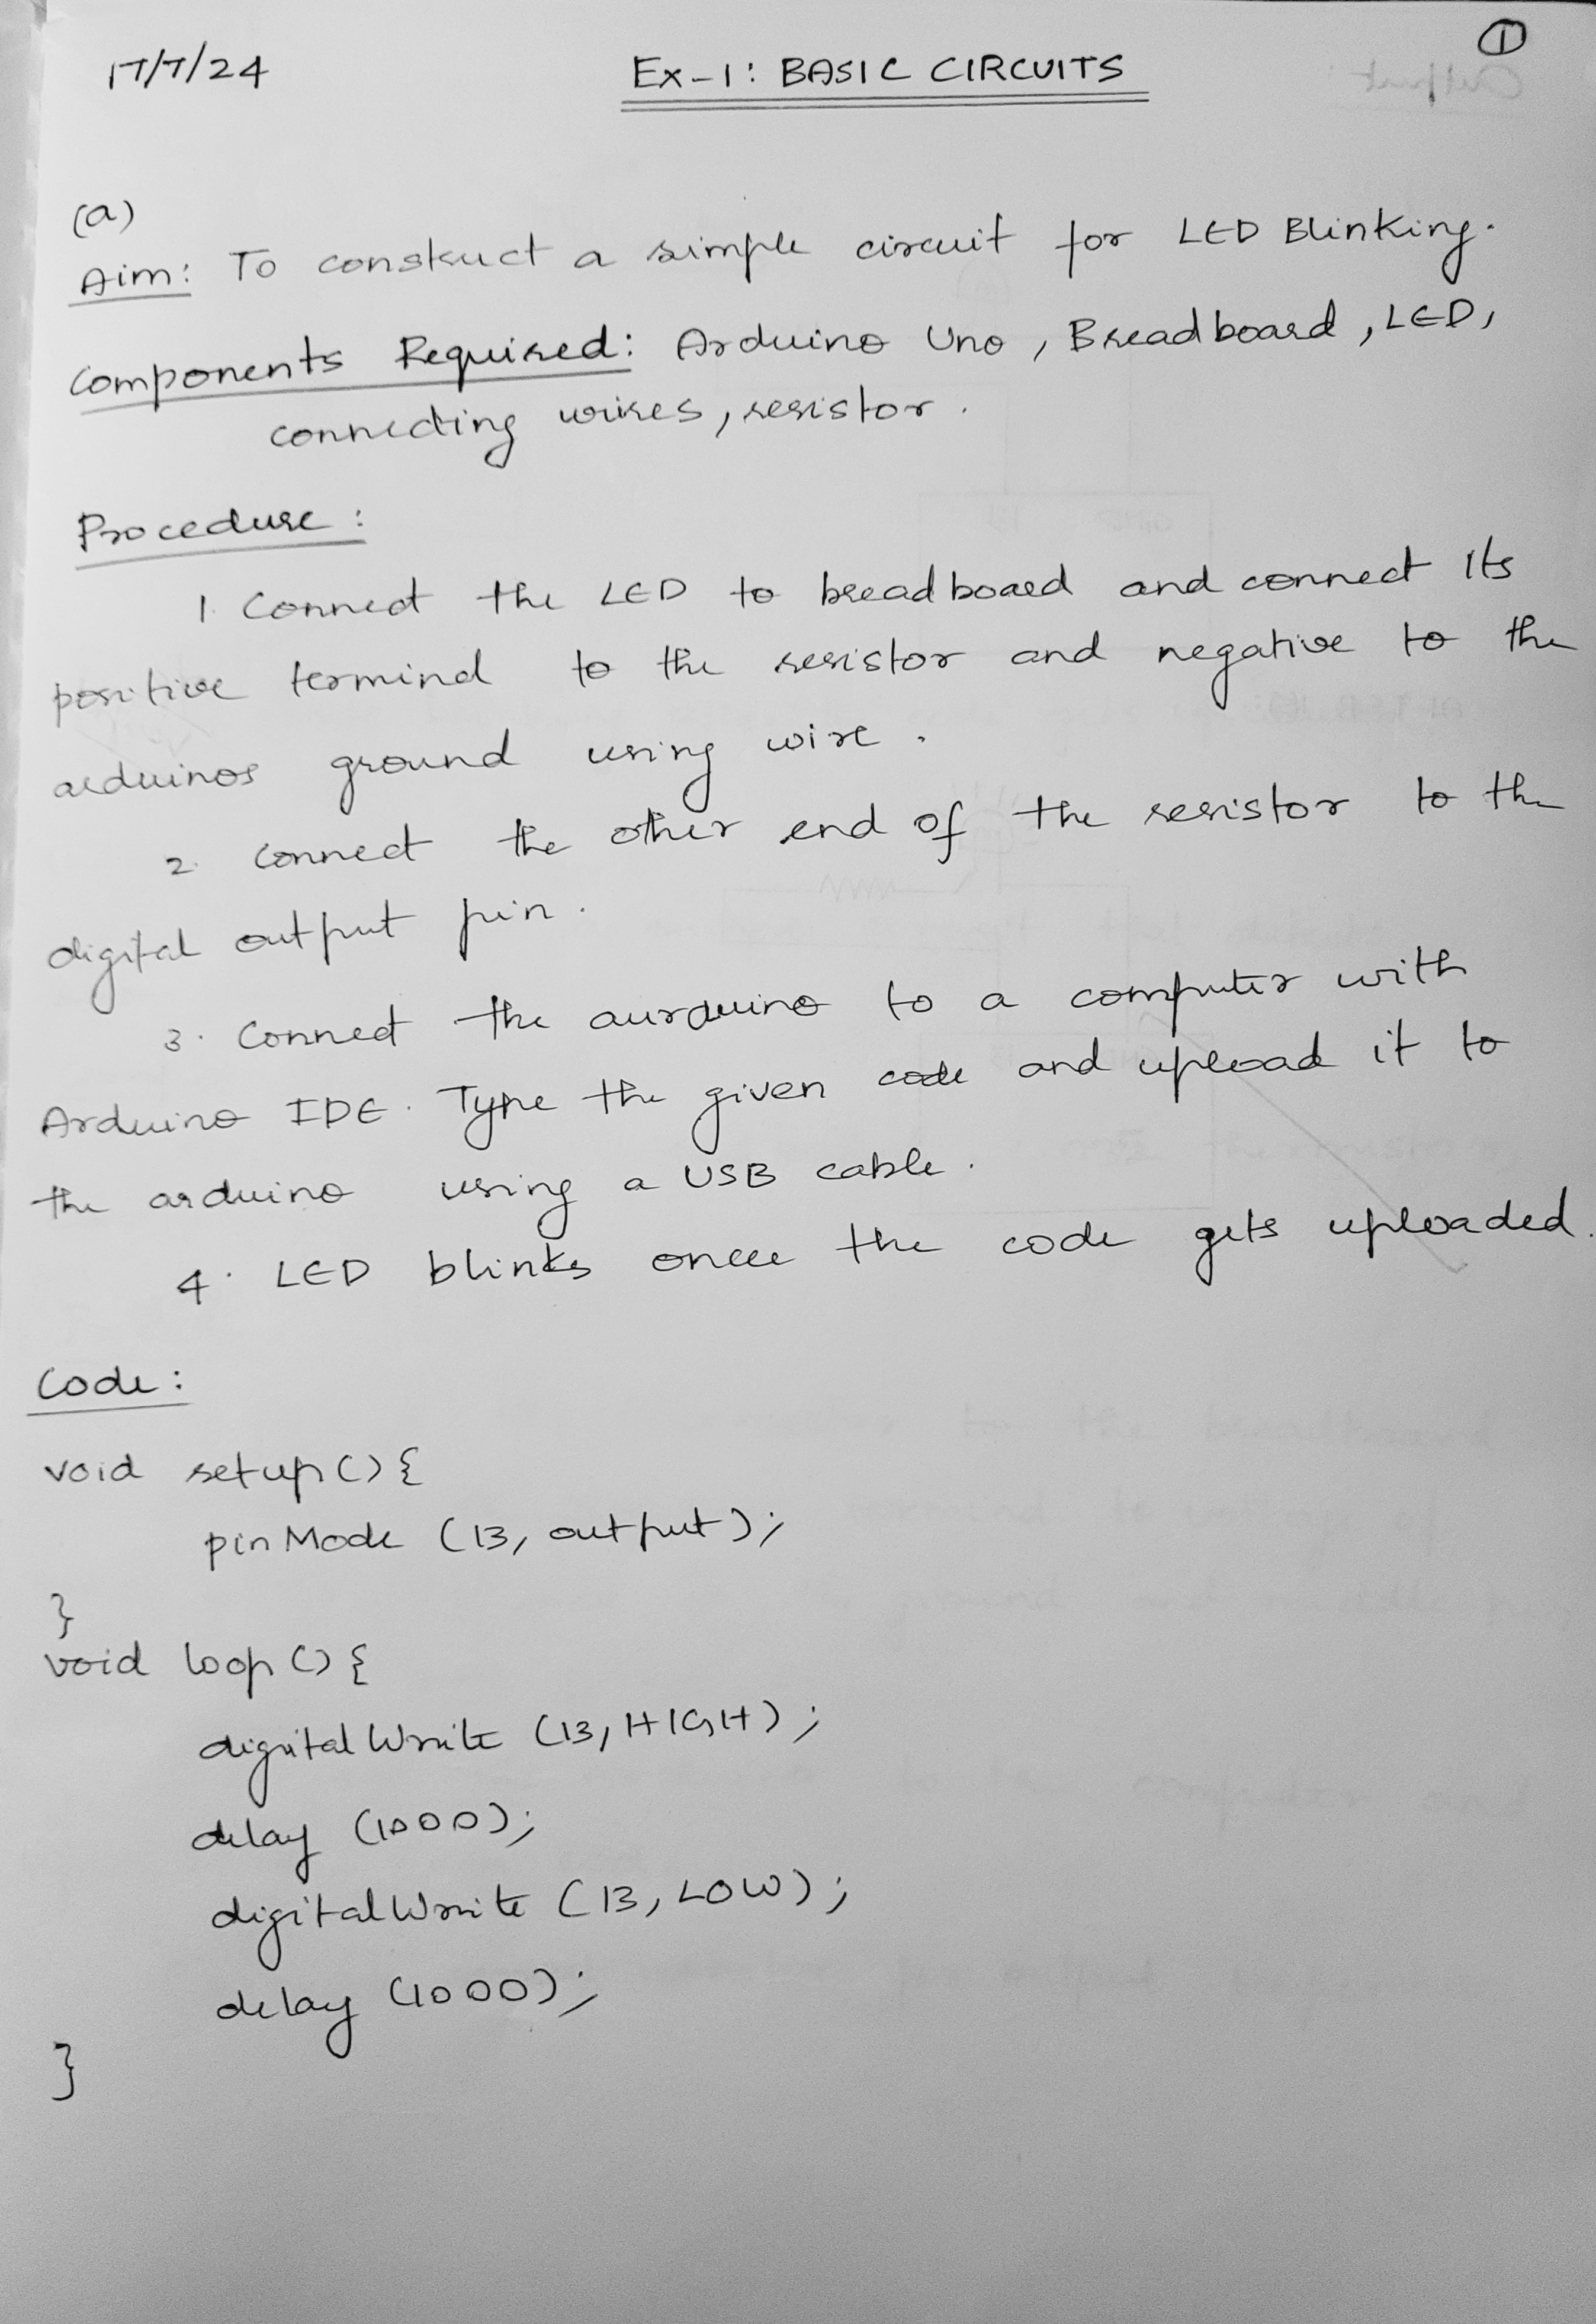 17/7/24 Ex-1: BASIC CIRCUITS 1
Output
(a)
Aim: To construct a simple circuit for LED Blinking.
Components Required: Arduino Uno, Breadboard, LED,
connecting wires, resistor.
Procedure:
1. Connect the LED to breadboard and connect its
positive termind to the resistor and negative to the
arduinos ground using wire.
2. Connect the other end of the resistor to the
digital output pin.
3. Connect the aurduino to a computer with
Arduino IDE. Type the given code and upload it to
the arduino using a USB cable.
4. LED blinks once the code gets uploaded.
Code:
void setup() {
pinMode (13, output);
}
void loop() {
digitalWrite (13, HIGH);
delay (1000);
digitalWrite (13, LOW);
delay (1000);
}